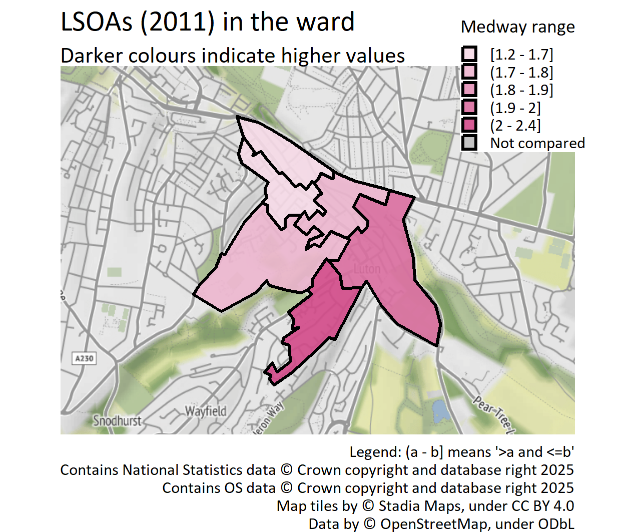 LSOAs (2011) in the ward
Darker colours indicate higher values
Medway range
[1.2 - 1.7]
(1.7 - 1.8]
(1.8 - 1.9]
(1.9 - 2]
(2 - 2.4]
Not compared
Luton
A230
Snodhurst
Wayfield
Pear-Tree-L
Legend: (a - b] means '>a and <=b'
Contains National Statistics data © Crown copyright and database right 2025
Contains OS data © Crown copyright and database right 2025
Map tiles by © Stadia Maps, under CC BY 4.0
Data by © OpenStreetMap, under ODbL